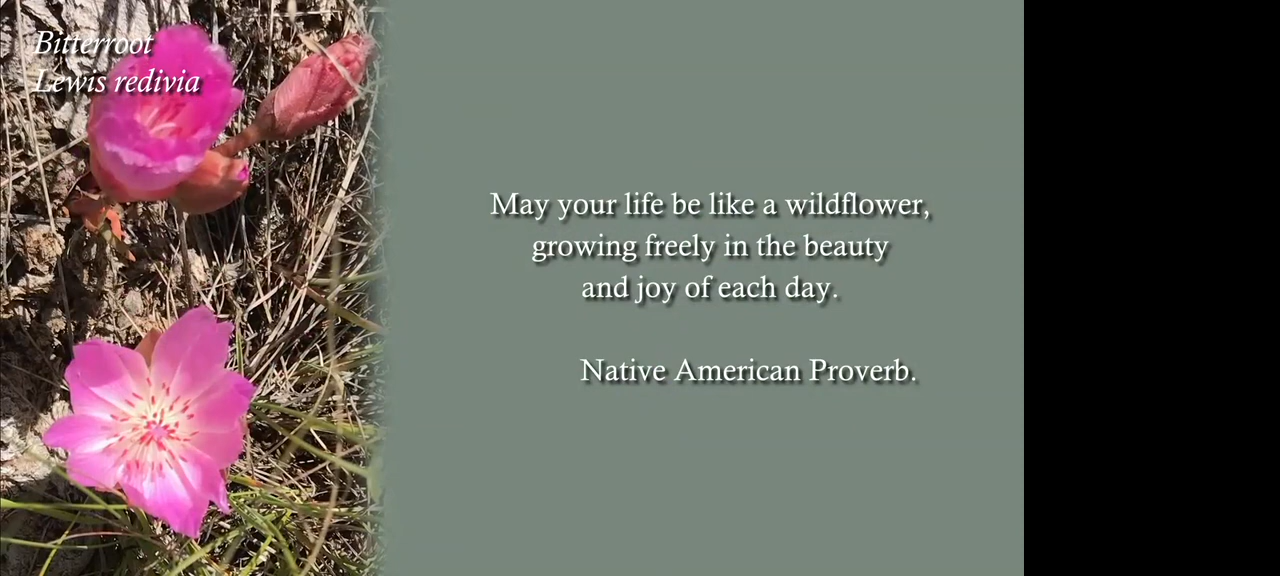 Bitterroot
Lewis redivia
May your life be like a wildflower,
growing freely in the beauty
and joy of each day.
Native American Proverb.